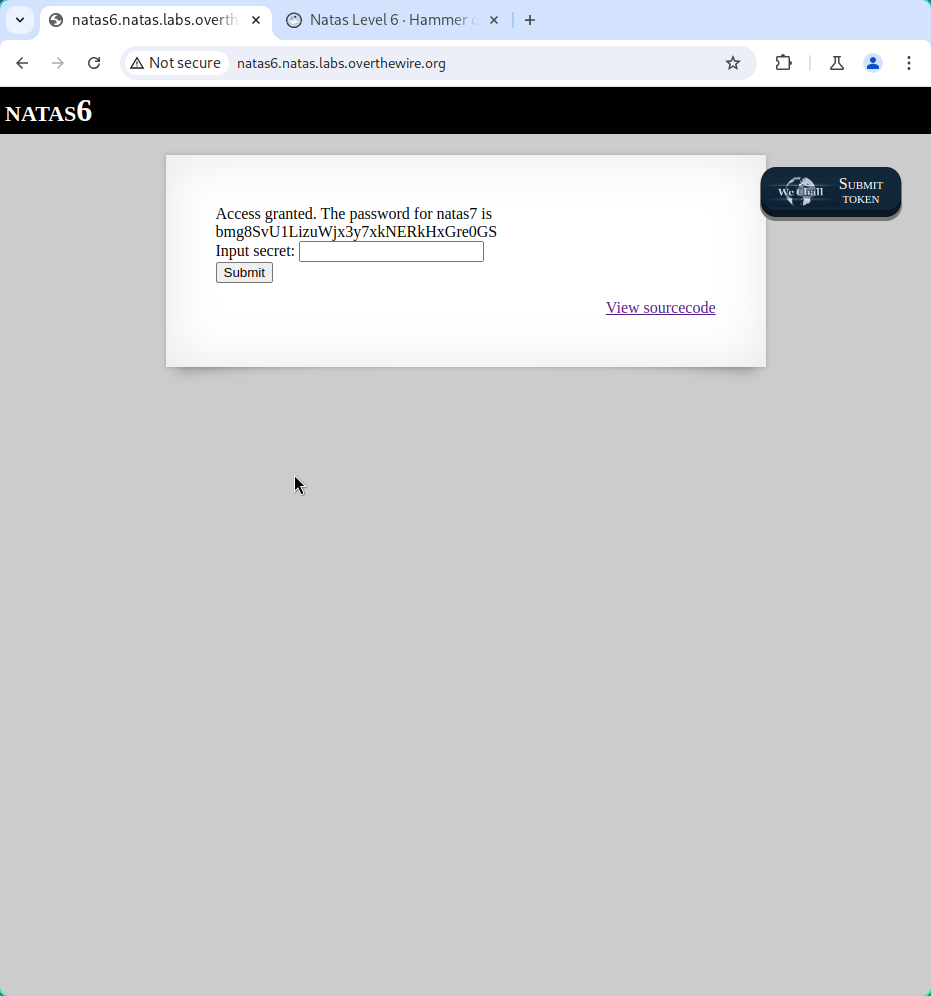 natas6.natas.labs.overth
Natas Level 6 · Hammer
Not secure
natas6.natas.labs.overthewire.org
NATAS6
We Chall
SUBMIT
TOKEN
Access granted. The password for natas7 is
bmg8SvU1LizuWjx3y7xkNERkHxGre0GS
Input secret:
Submit
View sourcecode